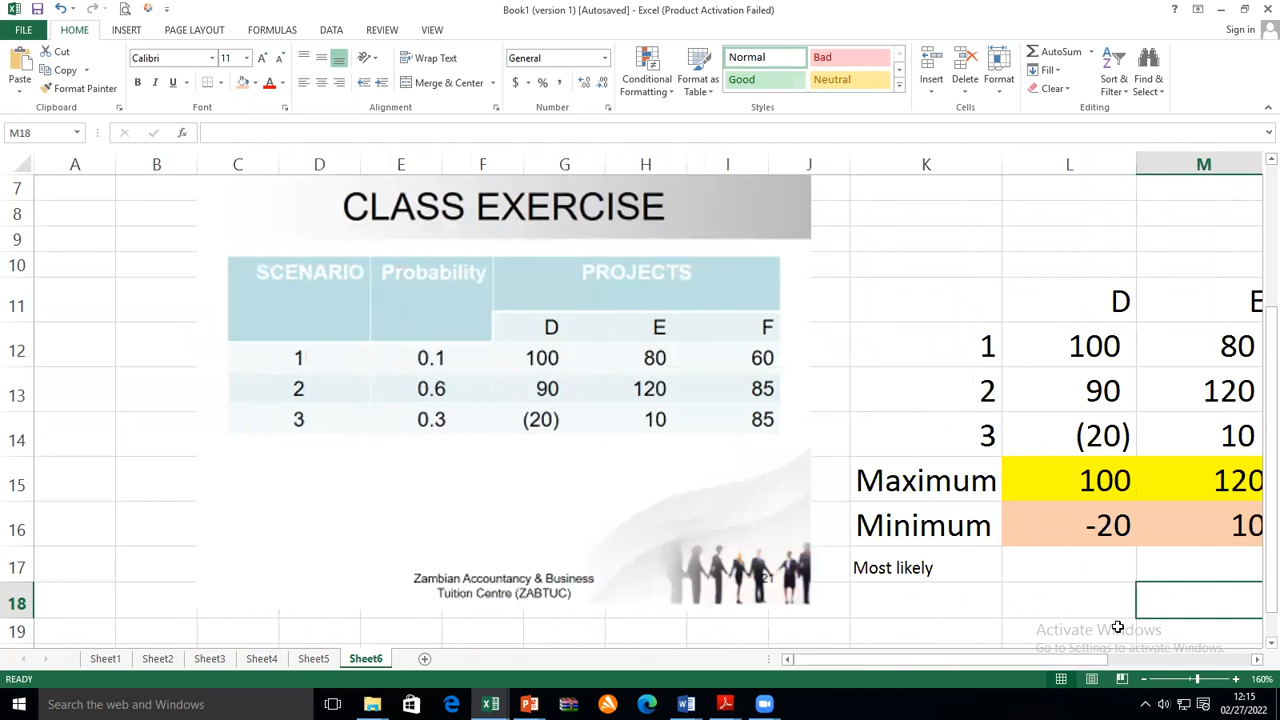 Book1 (version 1) [Autosaved] - Excel (Product Activation Failed)
FILE HOME INSERT PAGE LAYOUT FORMULAS DATA REVIEW VIEW Sign in
Paste Cut Copy Format Painter
Calibri 11
B I U
Wrap Text
Merge & Center
General
$ %
Conditional Formatting Format as Table
Normal Bad
Good Neutral
Insert Delete Format
AutoSum
Fill
Clear
Sort & Filter Find & Select
Clipboard Font Alignment Number Styles Cells Editing
M18 fx
A B C D E F G H I J K L M
7
8
9
10
11
12
13
14
15
16
17
18
19
CLASS EXERCISE
SCENARIO Probability PROJECTS
D E F
1 0.1 100 80 60
2 0.6 90 120 85
3 0.3 (20) 10 85
Zambian Accountancy & Business
Tuition Centre (ZABTUC)
21
D E
1 100 80
2 90 120
3 (20) 10
Maximum 100 120
Minimum -20 10
Most likely
Activate Windows
Go to Settings to activate Windows.
Sheet1 Sheet2 Sheet3 Sheet4 Sheet5 Sheet6
READY 160%
Search the web and Windows
12:15
02/27/2022